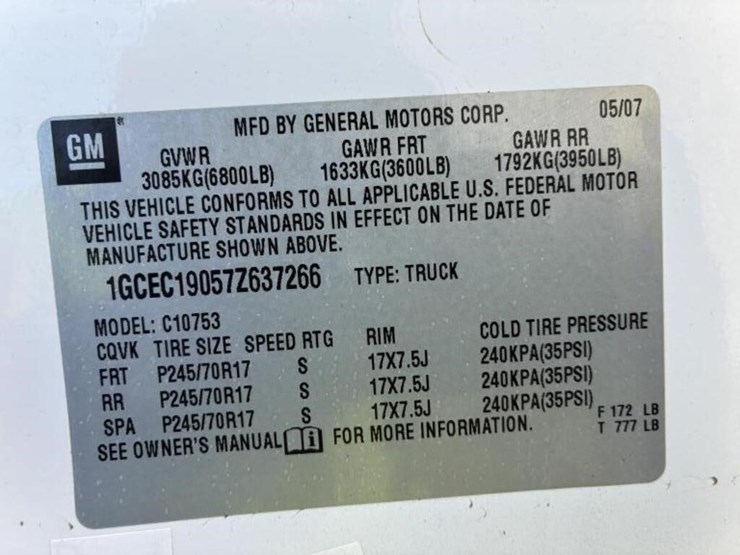 GM®
MFD BY GENERAL MOTORS CORP. 05/07
GVWR GAWR FRT GAWR RR
3085KG(6800LB) 1633KG(3600LB) 1792KG(3950LB)
THIS VEHICLE CONFORMS TO ALL APPLICABLE U.S. FEDERAL MOTOR
VEHICLE SAFETY STANDARDS IN EFFECT ON THE DATE OF
MANUFACTURE SHOWN ABOVE.
1GCEC19057Z637266 TYPE: TRUCK
MODEL: C10753
CQVK TIRE SIZE SPEED RTG RIM COLD TIRE PRESSURE
FRT P245/70R17 S 17X7.5J 240KPA(35PSI)
RR P245/70R17 S 17X7.5J 240KPA(35PSI)
SPA P245/70R17 S 17X7.5J 240KPA(35PSI)
SEE OWNER'S MANUAL i FOR MORE INFORMATION.
F 172 LB
T 777 LB